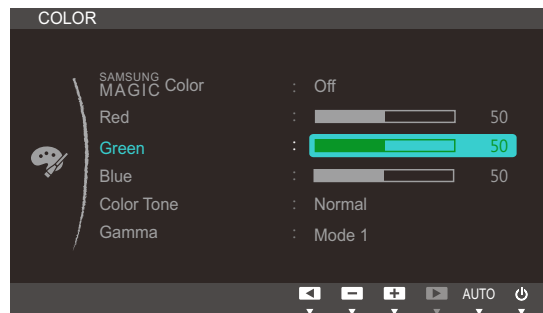 COLOR
SAMSUNG MAGIC Color : Off
Red : 50
Green : 50
Blue : 50
Color Tone : Normal
Gamma : Mode 1
AUTO